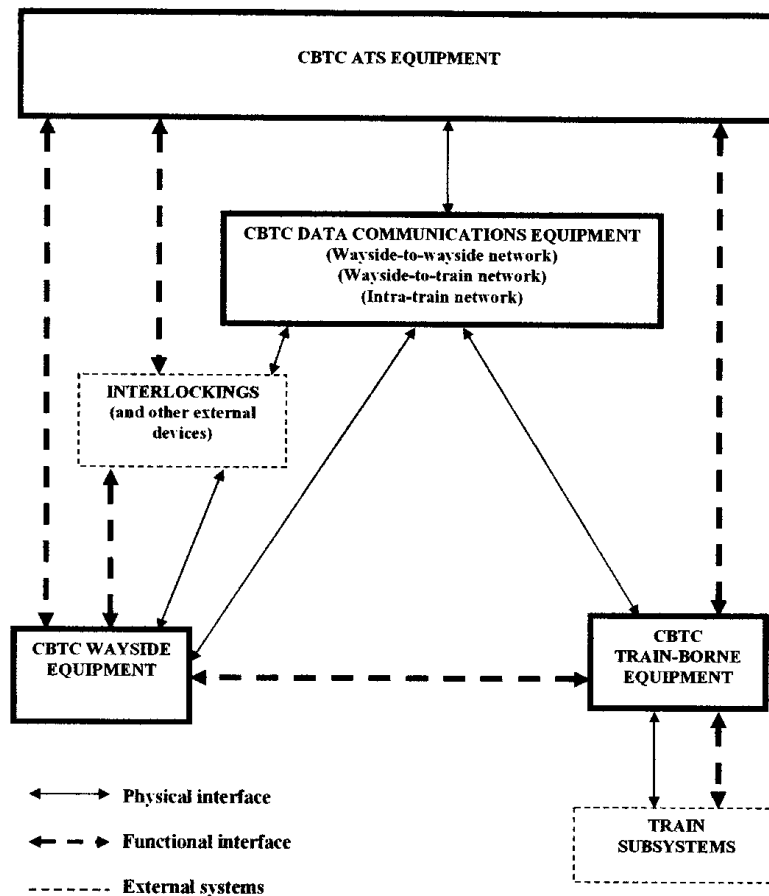 CBTC ATS EQUIPMENT
CBTC DATA COMMUNICATIONS EQUIPMENT
(Wayside-to-wayside network)
(Wayside-to-train network)
(Intra-train network)
INTERLOCKINGS
(and other external
devices)
CBTC WAYSIDE
EQUIPMENT
CBTC
TRAIN-BORNE
EQUIPMENT
Physical interface
Functional interface
External systems
TRAIN
SUBSYSTEMS